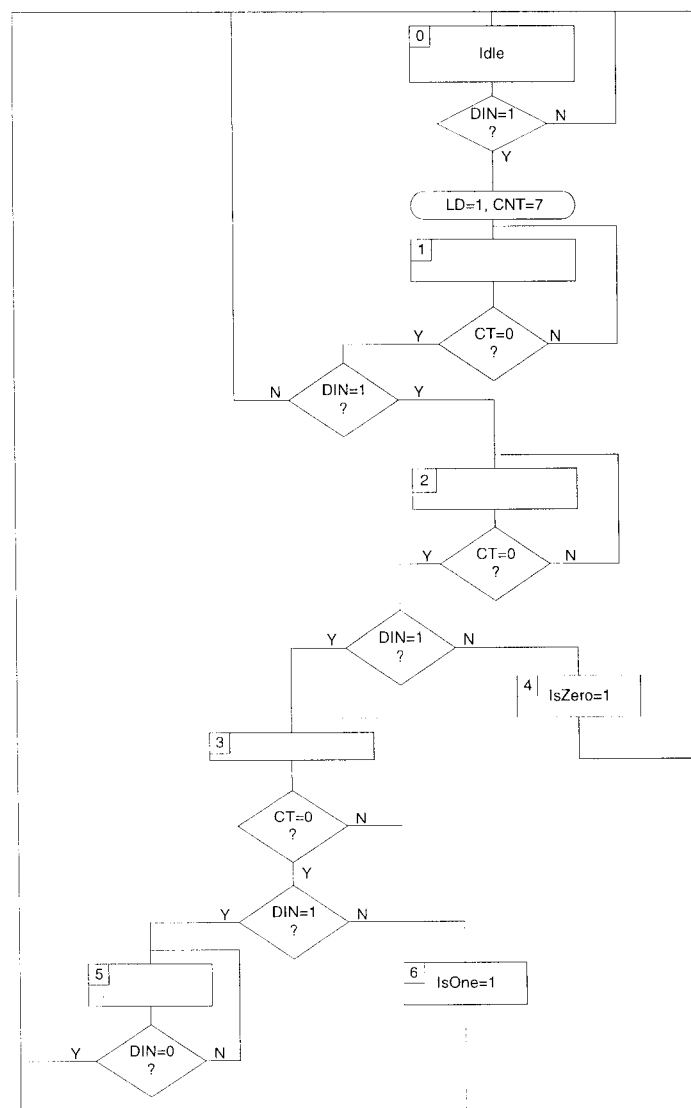 0
Idle
DIN=1
?
N
Y
LD=1, CNT=7
1
Y
CT=0
?
N
N
DIN=1
?
Y
2
Y
CT=0
?
N
Y
DIN=1
?
N
4
IsZero=1
3
CT=0
?
N
Y
Y
DIN=1
?
N
5
6
IsOne=1
Y
DIN=0
?
N